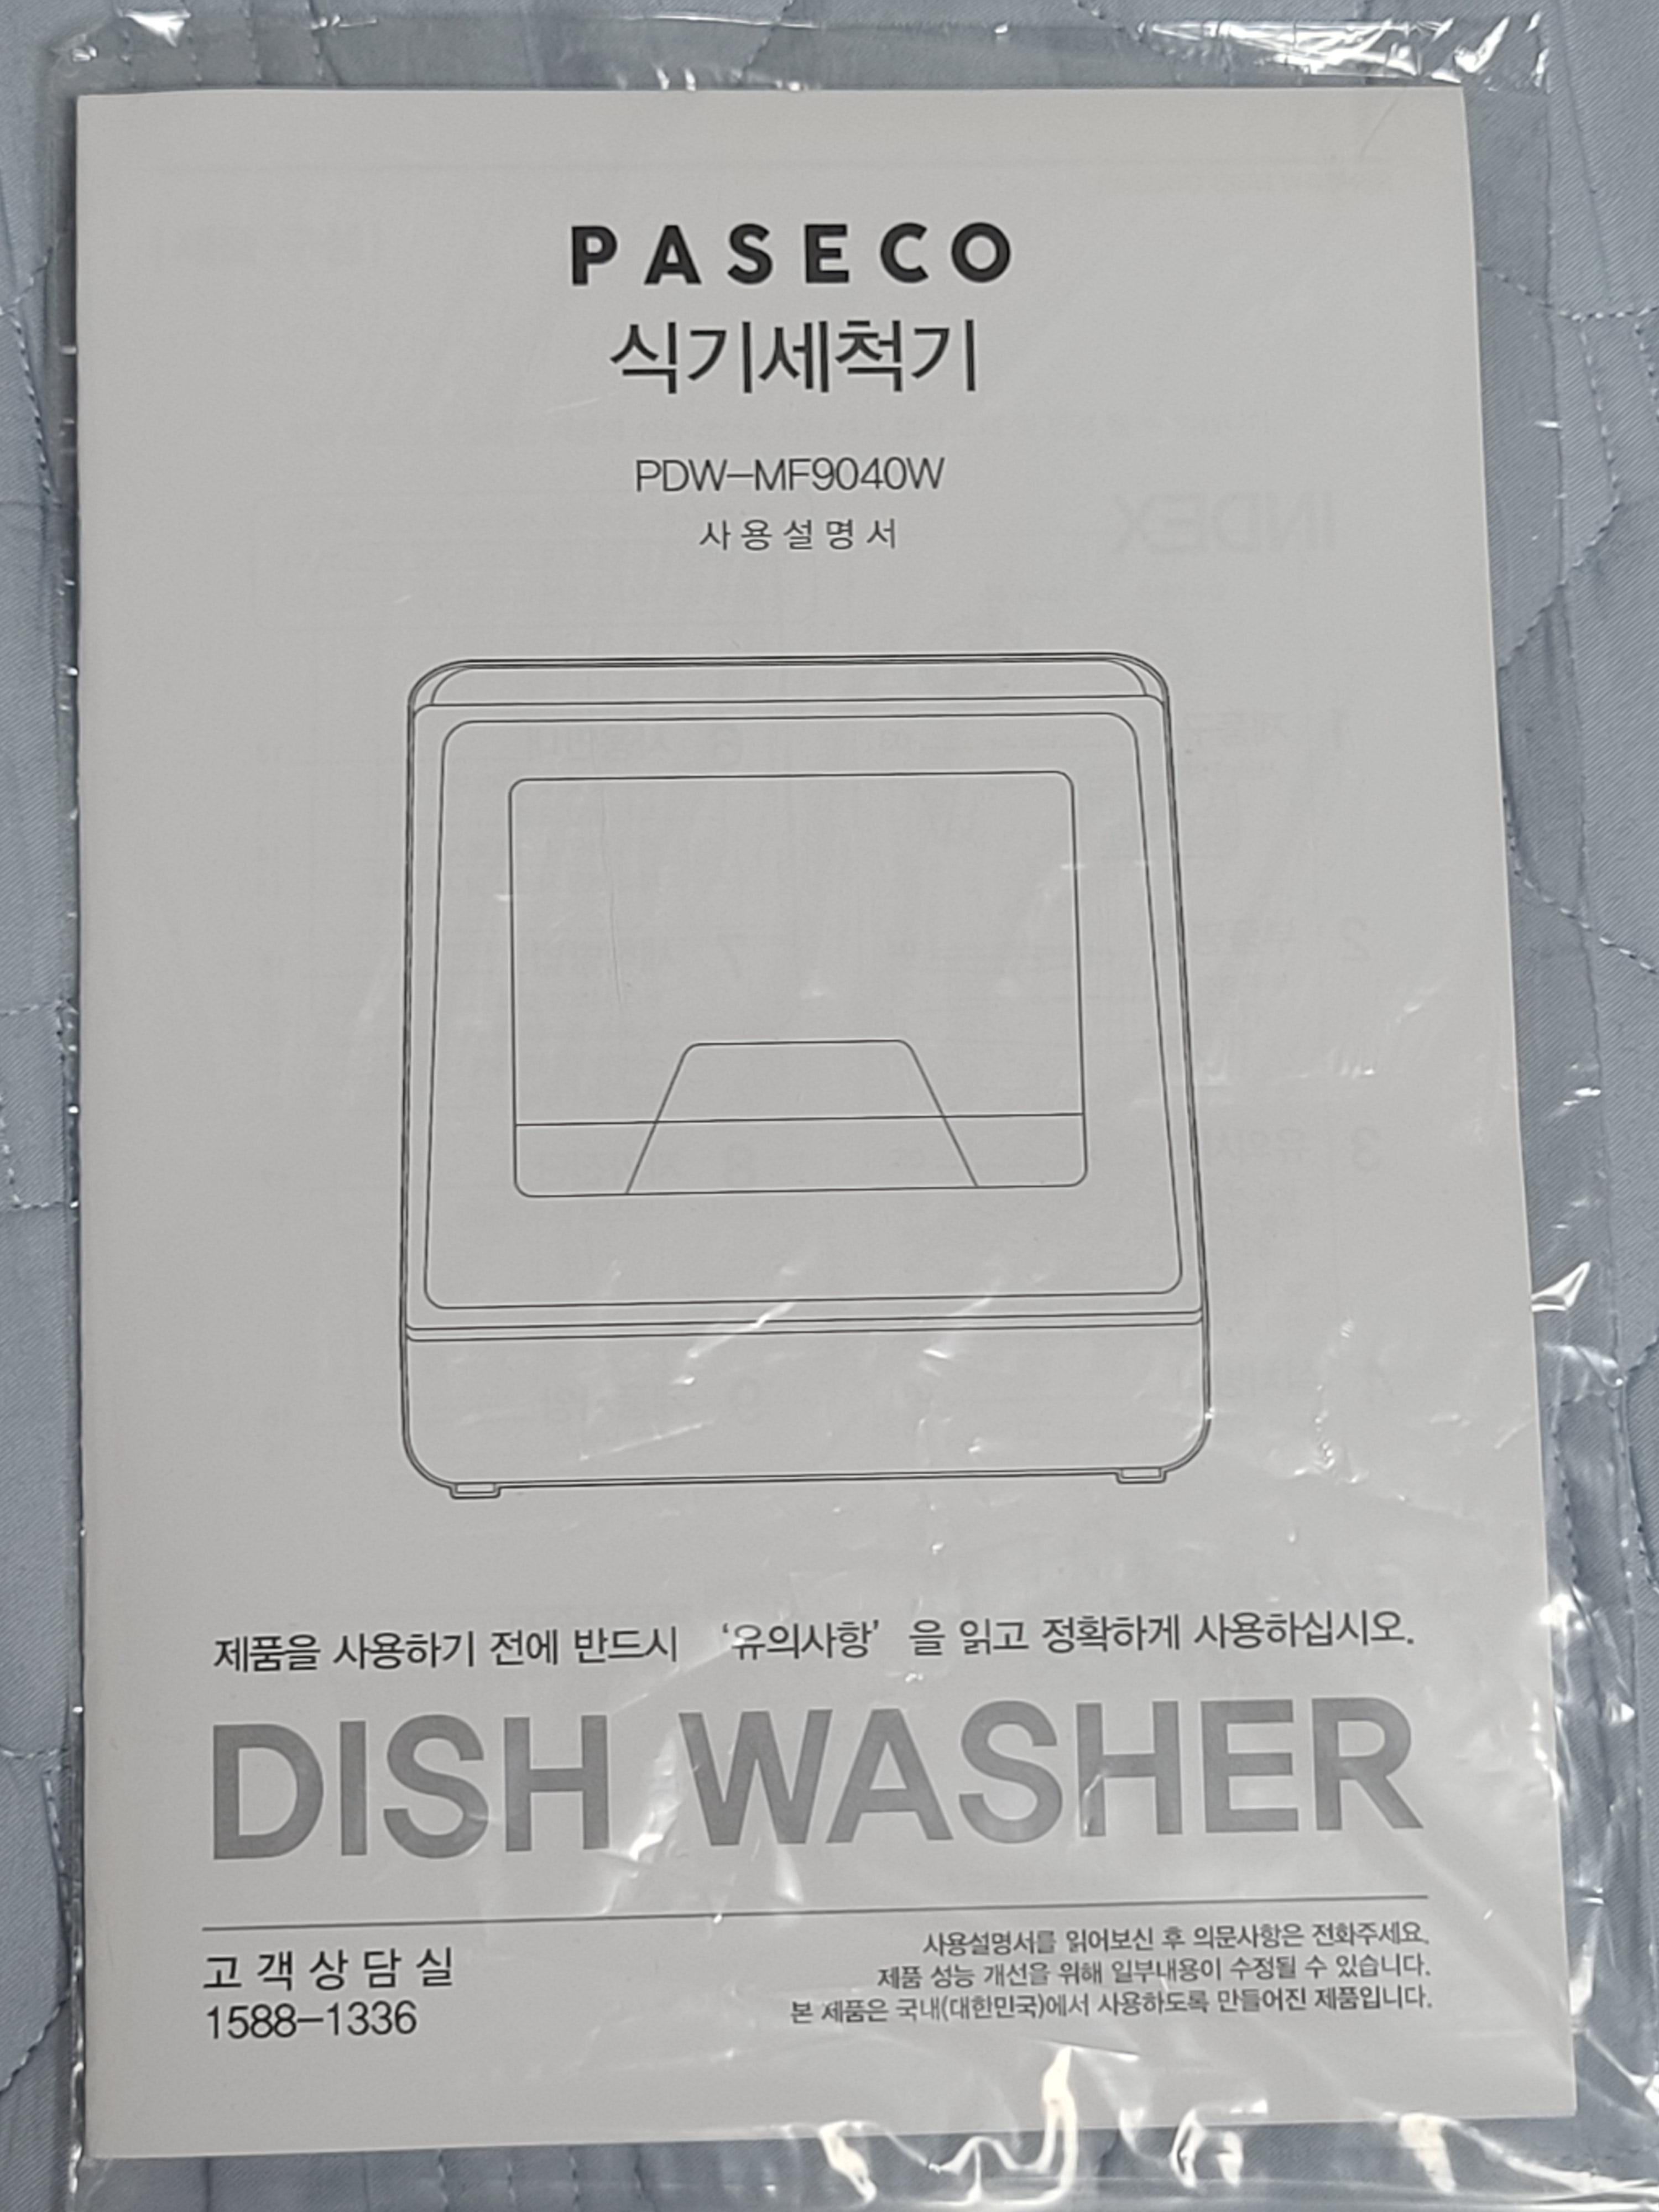 PASECO
식기세척기
PDW-MF9040W
사용설명서
제품을 사용하기 전에 반드시 '유의사항' 을 읽고 정확하게 사용하십시오.
DISH WASHER
고객상담실
1588-1336
사용설명서를 읽어보신 후 의문사항은 전화주세요.
제품 성능 개선을 위해 일부내용이 수정될 수 있습니다.
본 제품은 국내(대한민국)에서 사용하도록 만들어진 제품입니다.